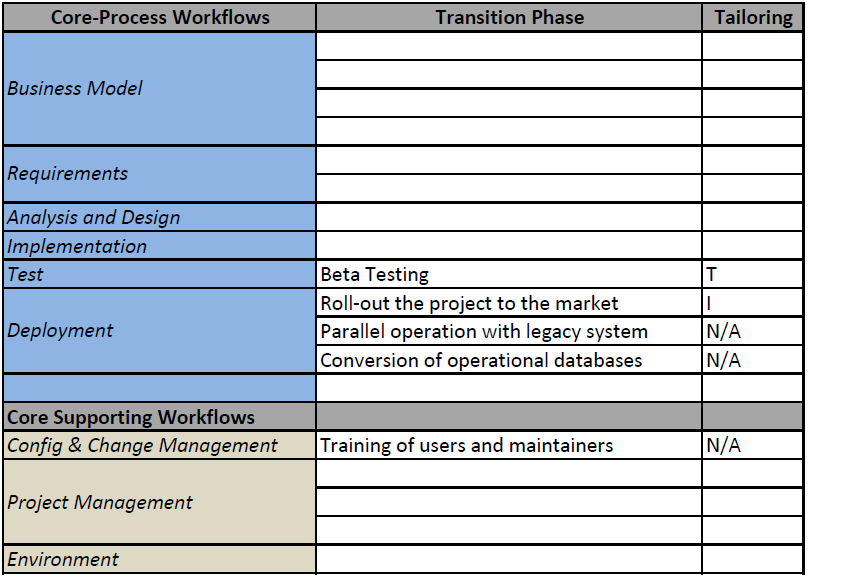 Core-Process Workflows Transition Phase Tailoring
Business Model
Requirements
Analysis and Design
Implementation
Test Beta Testing T
Roll-out the project to the market I
Deployment Parallel operation with legacy system N/A
Conversion of operational databases N/A
Core Supporting Workflows
Config & Change Management Training of users and maintainers N/A
Project Management
Environment